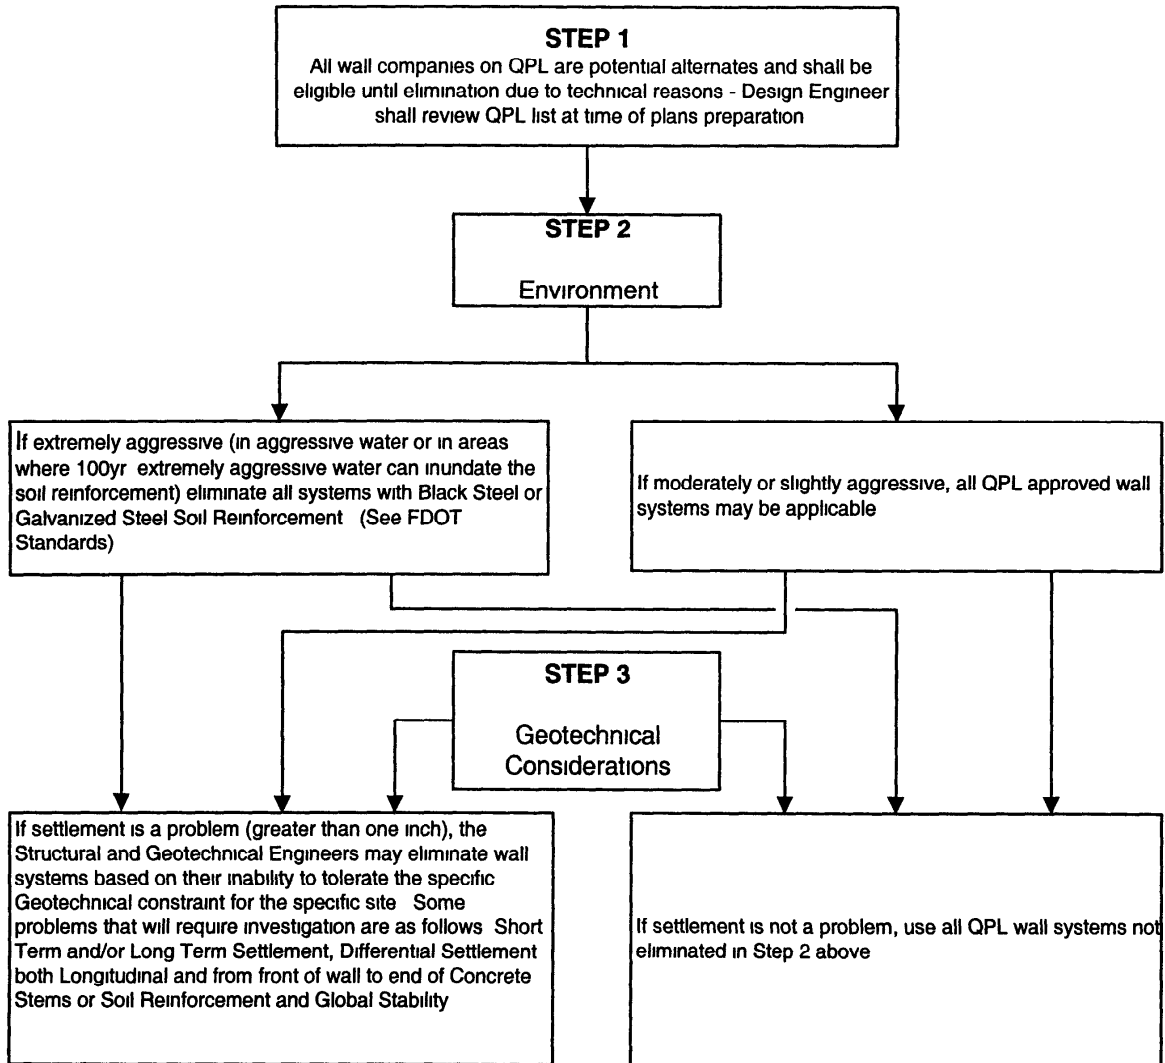 STEP 1
All wall companies on QPL are potential alternates and shall be
eligible until elimination due to technical reasons - Design Engineer
shall review QPL list at time of plans preparation
STEP 2
Environment
If extremely aggressive (in aggressive water or in areas
where 100yr extremely aggressive water can inundate the
soil reinforcement) eliminate all systems with Black Steel or
Galvanized Steel Soil Reinforcement (See FDOT
Standards)
If moderately or slightly aggressive, all QPL approved wall
systems may be applicable
STEP 3
Geotechnical
Considerations
If settlement is a problem (greater than one inch), the
Structural and Geotechnical Engineers may eliminate wall
systems based on their inability to tolerate the specific
Geotechnical constraint for the specific site Some
problems that will require investigation are as follows Short
Term and/or Long Term Settlement, Differential Settlement
both Longitudinal and from front of wall to end of Concrete
Stems or Soil Reinforcement and Global Stability
If settlement is not a problem, use all QPL wall systems not
eliminated in Step 2 above